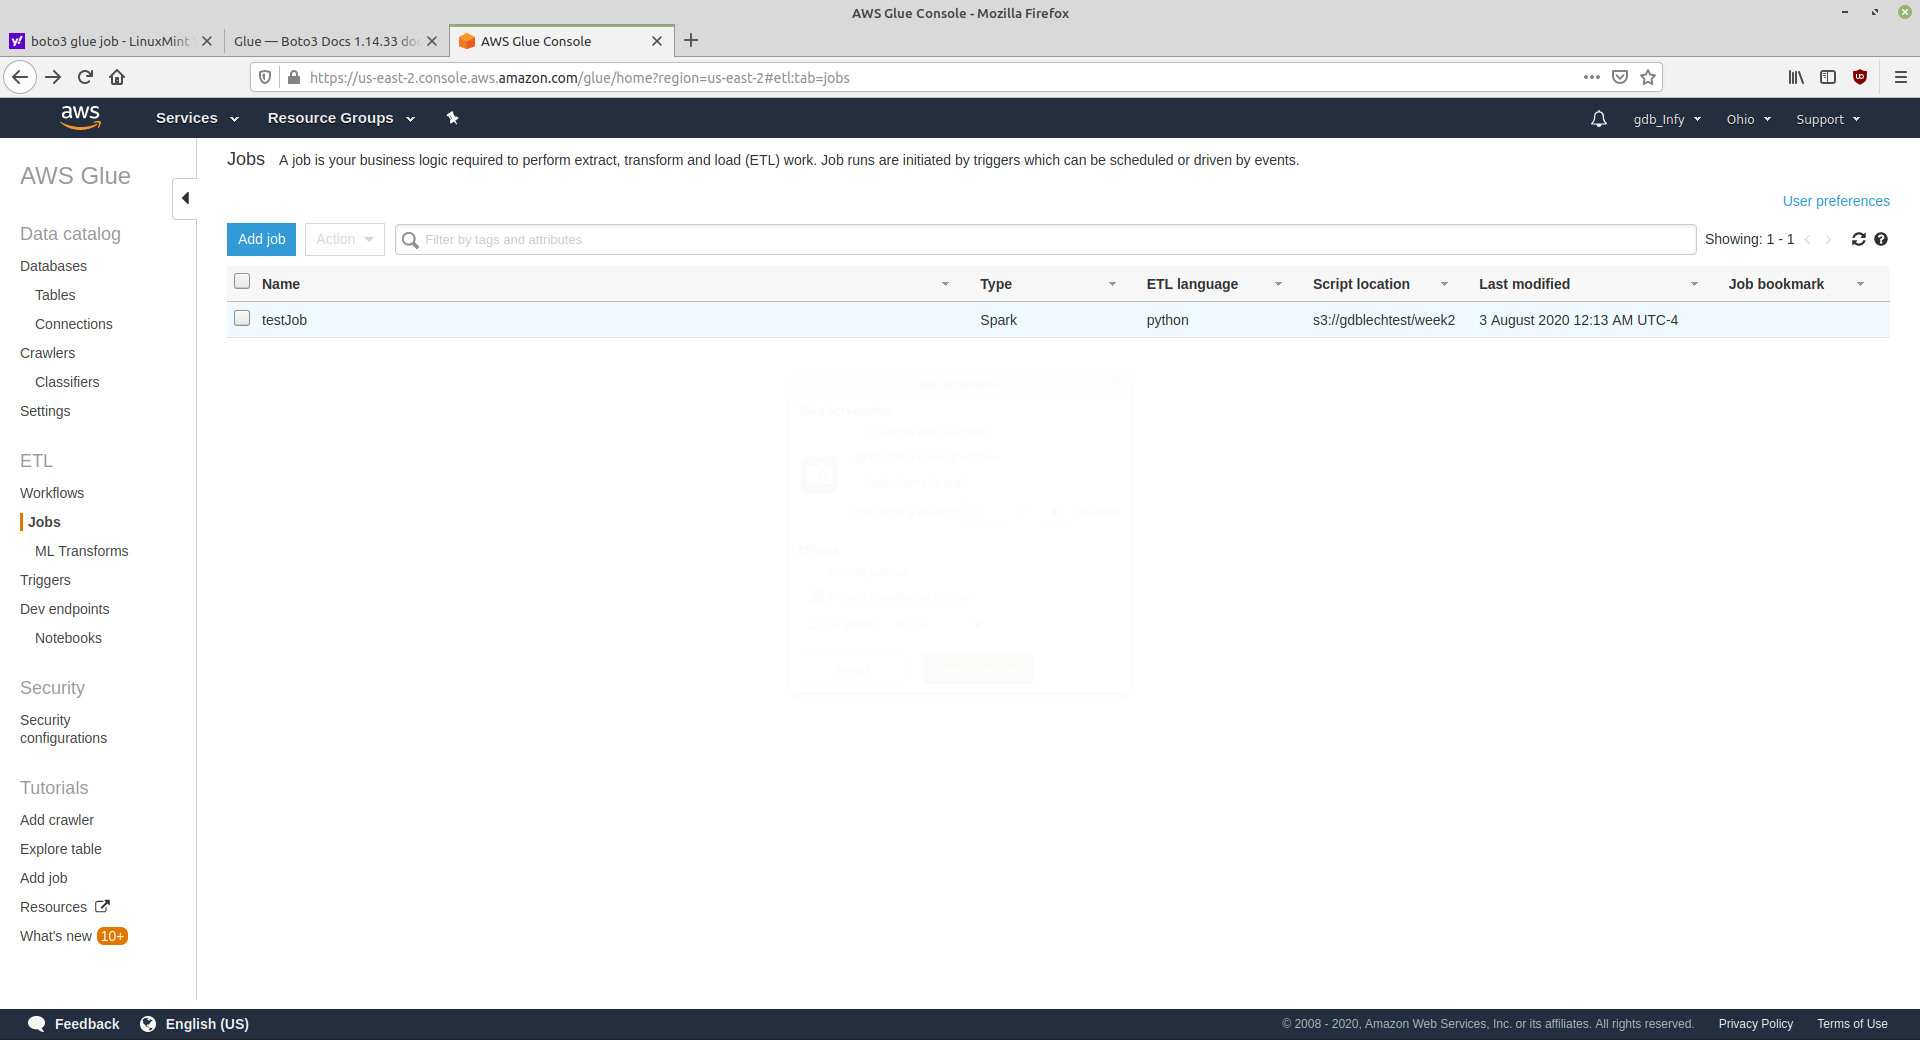 AWS Glue Console - Mozilla Firefox
boto3 glue job - LinuxMint
Glue — Boto3 Docs 1.14.33 do
AWS Glue Console
https://us-east-2.console.aws.amazon.com/glue/home?region=us-east-2#etl:tab=jobs
aws
Services
Resource Groups
gdb_Infy
Ohio
Support
AWS Glue
Data catalog
Databases
Tables
Connections
Crawlers
Classifiers
Settings
ETL
Workflows
Jobs
ML Transforms
Triggers
Dev endpoints
Notebooks
Security
Security
configurations
Tutorials
Add crawler
Explore table
Add job
Resources
What's new 10+
Jobs A job is your business logic required to perform extract, transform and load (ETL) work. Job runs are initiated by triggers which can be scheduled or driven by events.
User preferences
Add job Action Filter by tags and attributes Showing: 1 - 1
Name Type ETL language Script location Last modified Job bookmark
testJob Spark python s3://gdblechtest/week2 3 August 2020 12:13 AM UTC-4
Take Screenshot
Effects
Feedback English (US) © 2008 - 2020, Amazon Web Services, Inc. or its affiliates. All rights reserved. Privacy Policy Terms of Use